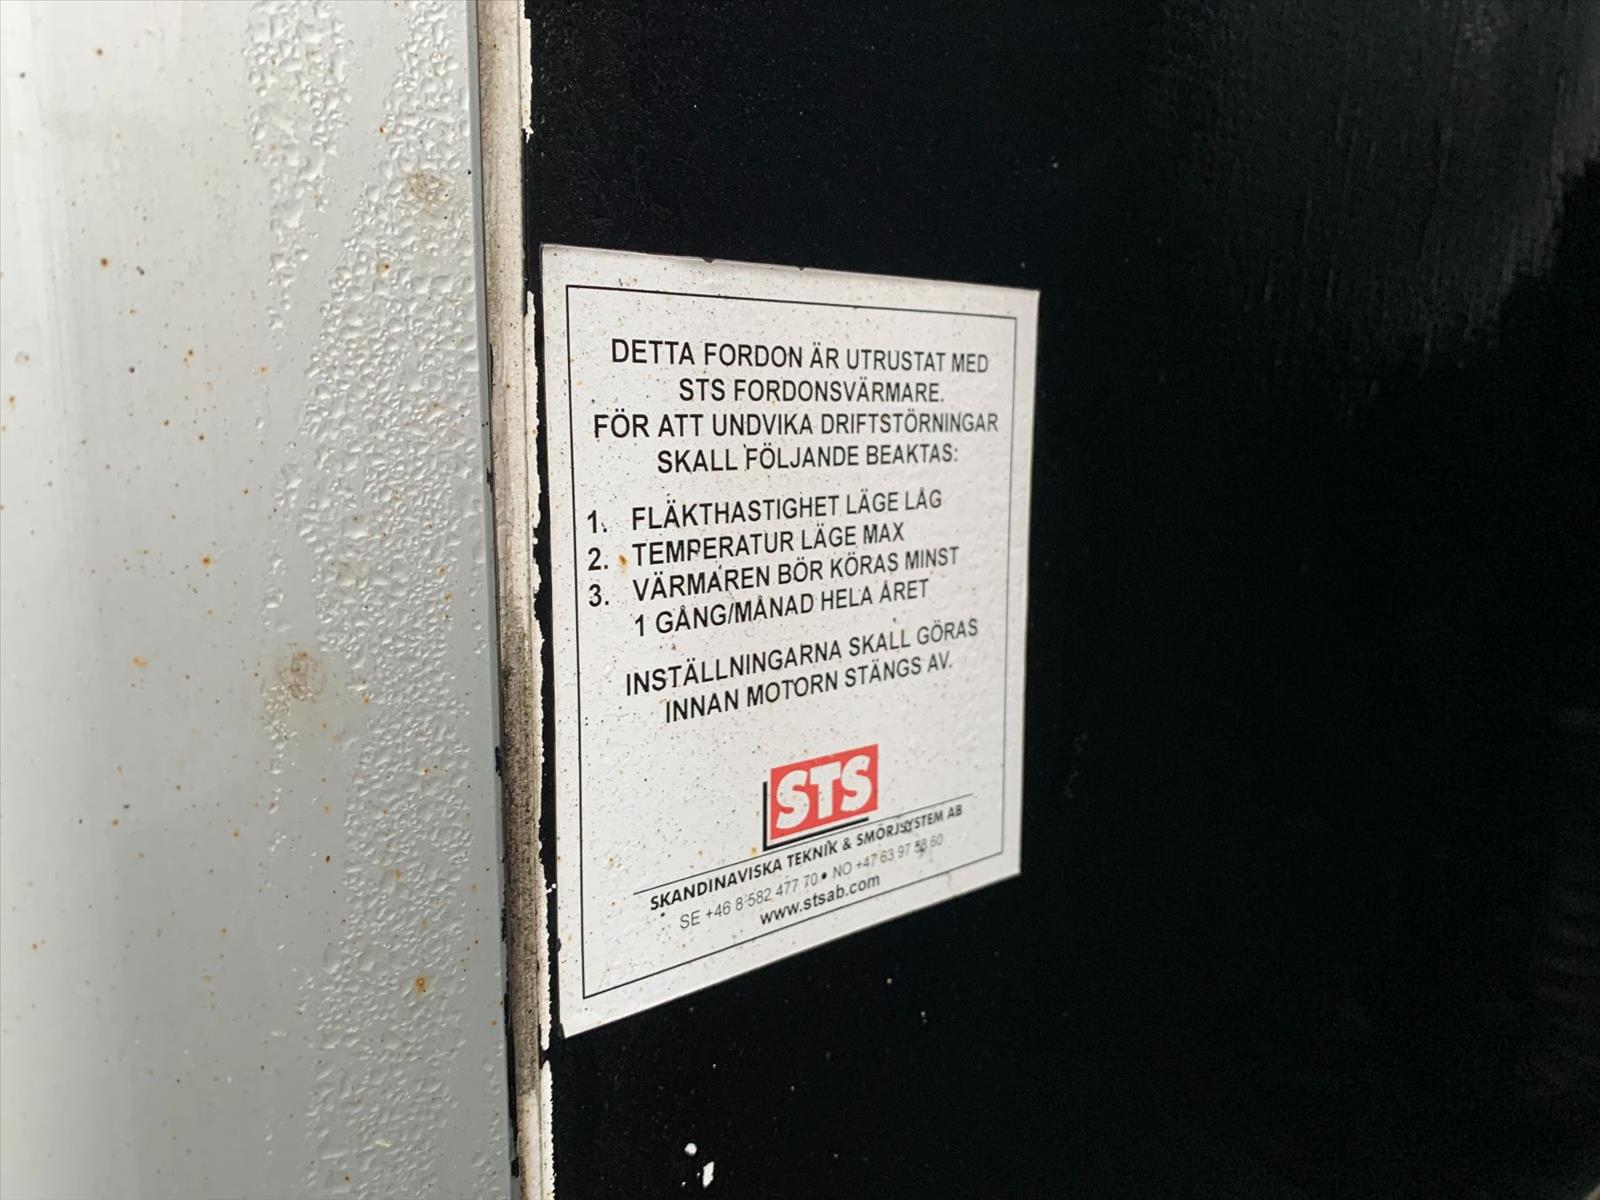 DETTA FORDON ÄR UTRUSTAT MED
STS FORDONSVÄRMARE.
FÖR ATT UNDVIKA DRIFTSTÖRNINGAR
SKALL FÖLJANDE BEAKTAS:
1. FLÄKTHASTIGHET LÄGE LÅG
2. TEMPERATUR LÄGE MAX
3. VÄRMAREN BÖR KÖRAS MINST
1 GÅNG/MÅNAD HELA ÅRET
INSTÄLLNINGARNA SKALL GÖRAS
INNAN MOTORN STÄNGS AV.
STS
SKANDINAVISKA TEKNIK & SMÖRJSYSTEM AB
SE +46 8 582 477 70 • NO +47 63 97 60
www.stsab.com